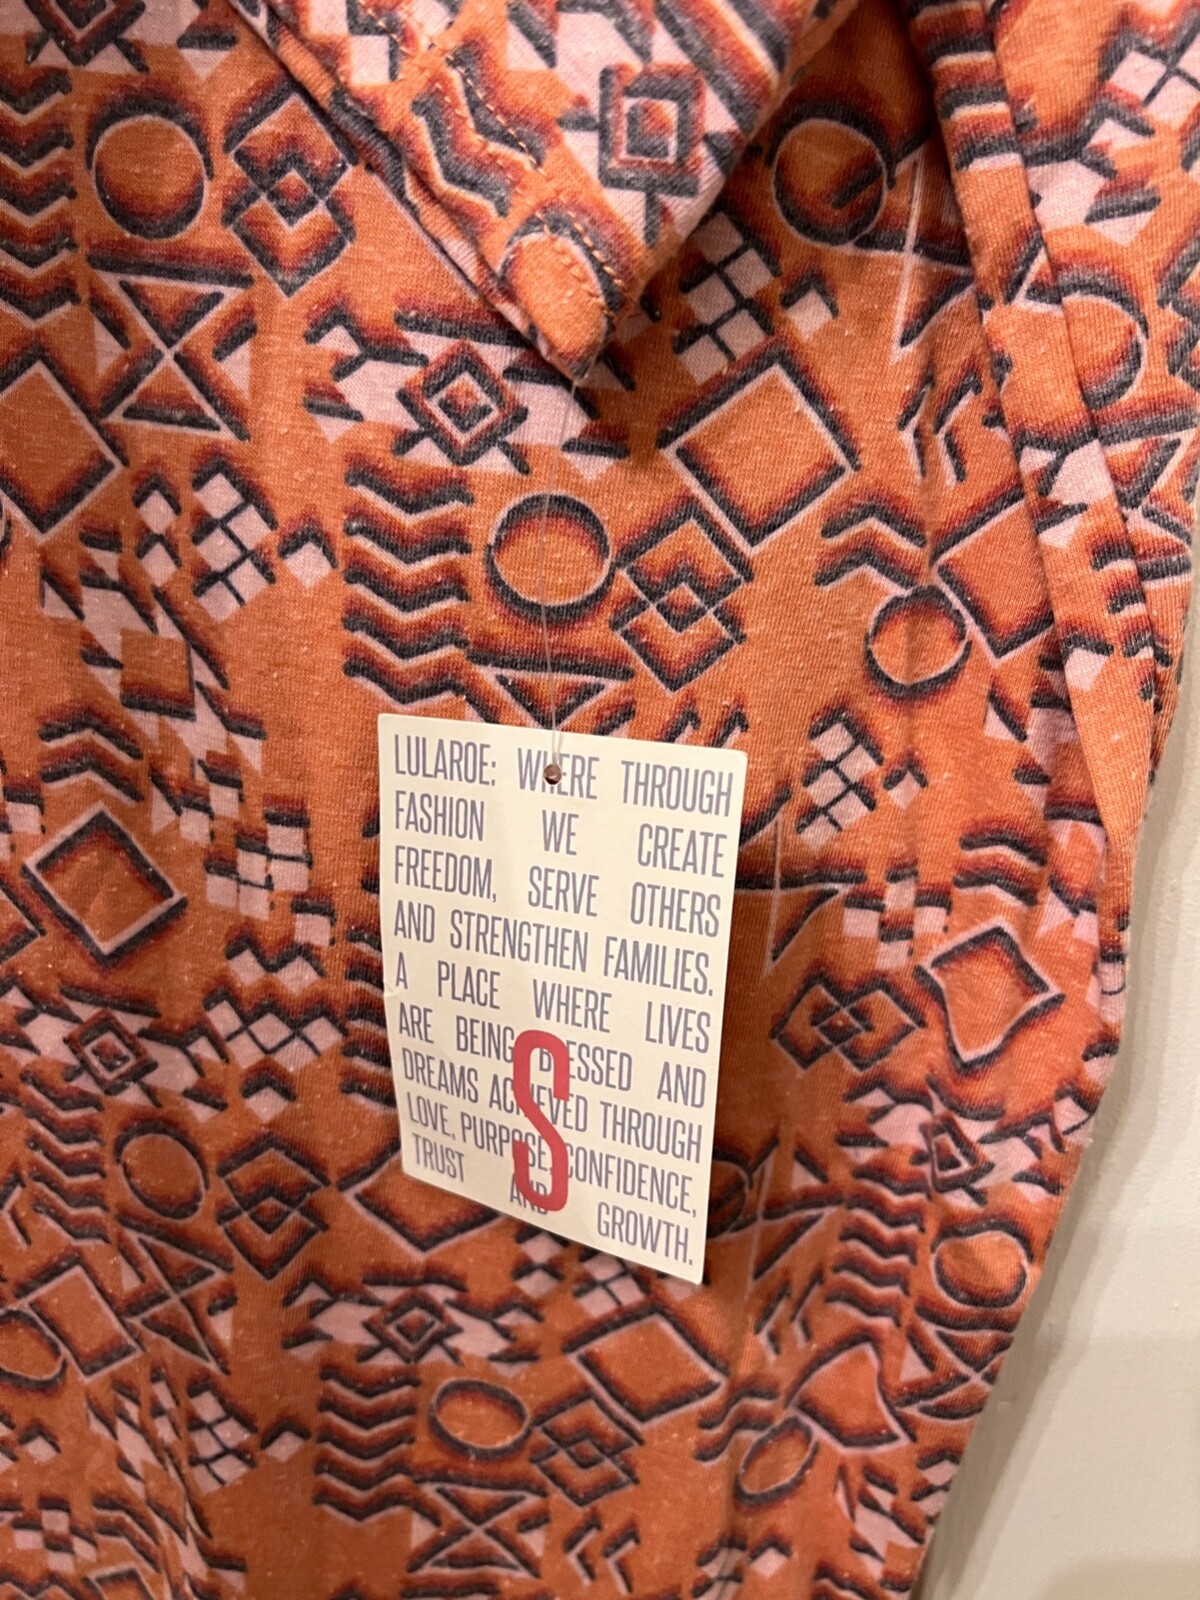 LULAROE: WHERE THROUGH
FASHION WE CREATE
FREEDOM, SERVE OTHERS
AND STRENGTHEN FAMILIES.
A PLACE WHERE LIVES
ARE BEING BLESSED AND
DREAMS ACHIEVED THROUGH
LOVE, PURPOSE, CONFIDENCE,
TRUST AND GROWTH.
S